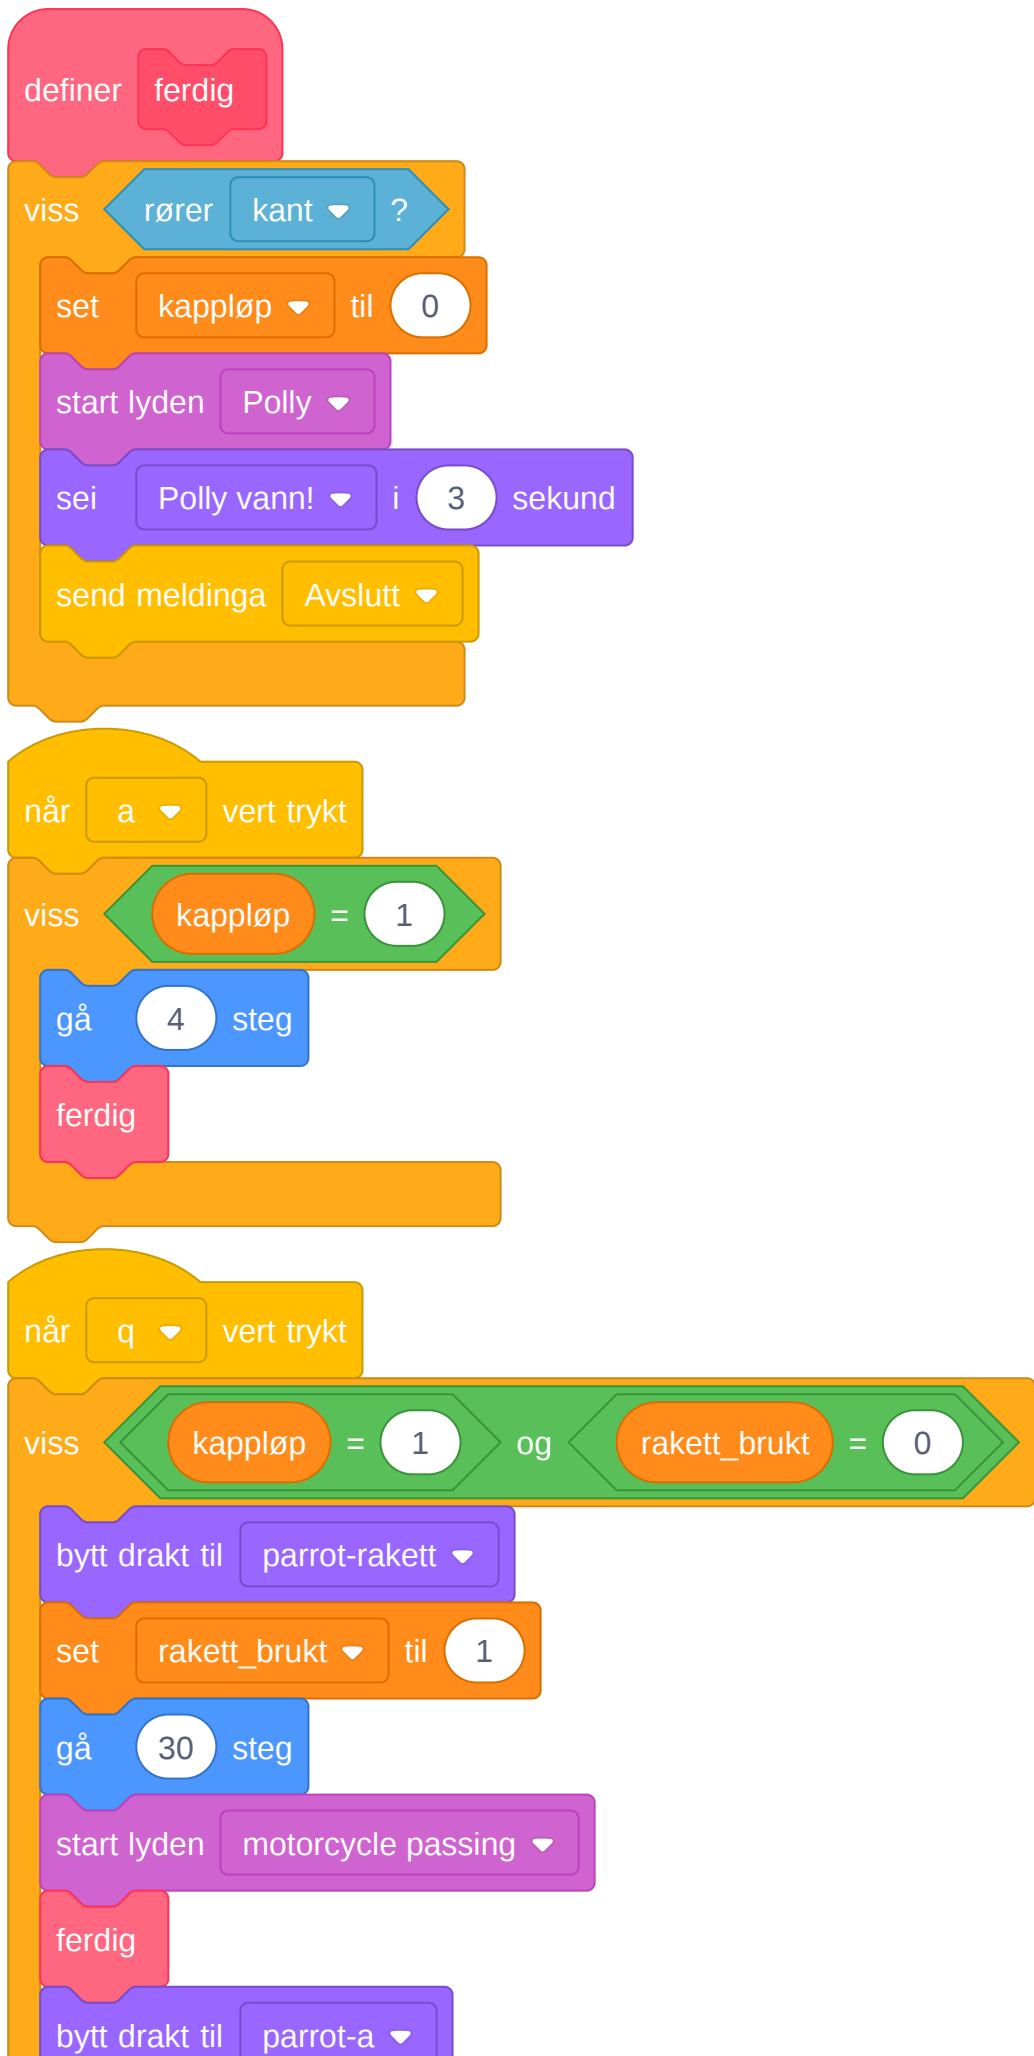 definer ferdig
viss rører kant ?
set kappløp til 0
start lyden Polly
sei Polly vann! i 3 sekund
send meldinga Avslutt
når a vert trykt
viss kappløp = 1
gå 4 steg
ferdig
når q vert trykt
viss kappløp = 1 og rakett_brukt = 0
bytt drakt til parrot-rakett
set rakett_brukt til 1
gå 30 steg
start lyden motorcycle passing
ferdig
bytt drakt til parrot-a